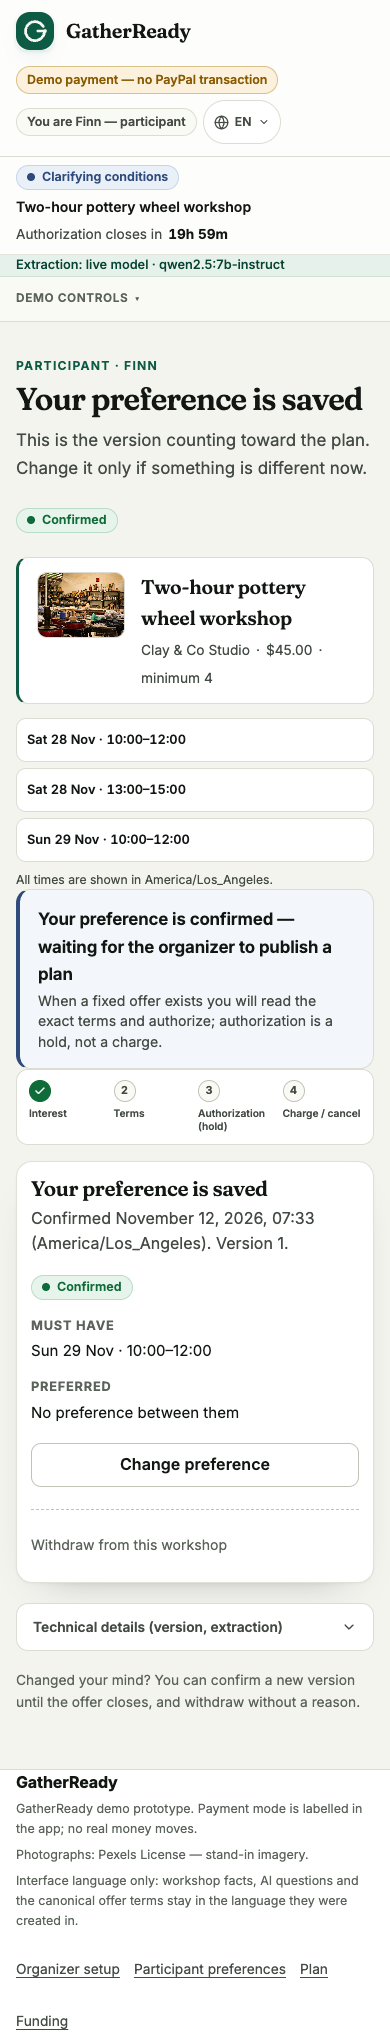 GatherReady
Demo payment — no PayPal transaction
You are Finn — participant
EN
Clarifying conditions
Two-hour pottery wheel workshop
Authorization closes in 19h 59m
Extraction: live model · qwen2.5:7b-instruct
DEMO CONTROLS
PARTICIPANT · FINN
Your preference is saved
This is the version counting toward the plan.
Change it only if something is different now.
Confirmed
Two-hour pottery
wheel workshop
Clay & Co Studio · $45.00 ·
minimum 4
Sat 28 Nov · 10:00–12:00
Sat 28 Nov · 13:00–15:00
Sun 29 Nov · 10:00–12:00
All times are shown in America/Los_Angeles.
Your preference is confirmed —
waiting for the organizer to publish a
plan
When a fixed offer exists you will read the
exact terms and authorize; authorization is a
hold, not a charge.
2 3 4
Interest Terms Authorization Charge / cancel
(hold)
Your preference is saved
Confirmed November 12, 2026, 07:33
(America/Los_Angeles). Version 1.
Confirmed
MUST HAVE
Sun 29 Nov · 10:00–12:00
PREFERRED
No preference between them
Change preference
Withdraw from this workshop
Technical details (version, extraction)
Changed your mind? You can confirm a new version
until the offer closes, and withdraw without a reason.
GatherReady
GatherReady demo prototype. Payment mode is labelled in
the app; no real money moves.
Photographs: Pexels License — stand-in imagery.
Interface language only: workshop facts, AI questions and
the canonical offer terms stay in the language they were
created in.
Organizer setup Participant preferences Plan
Funding